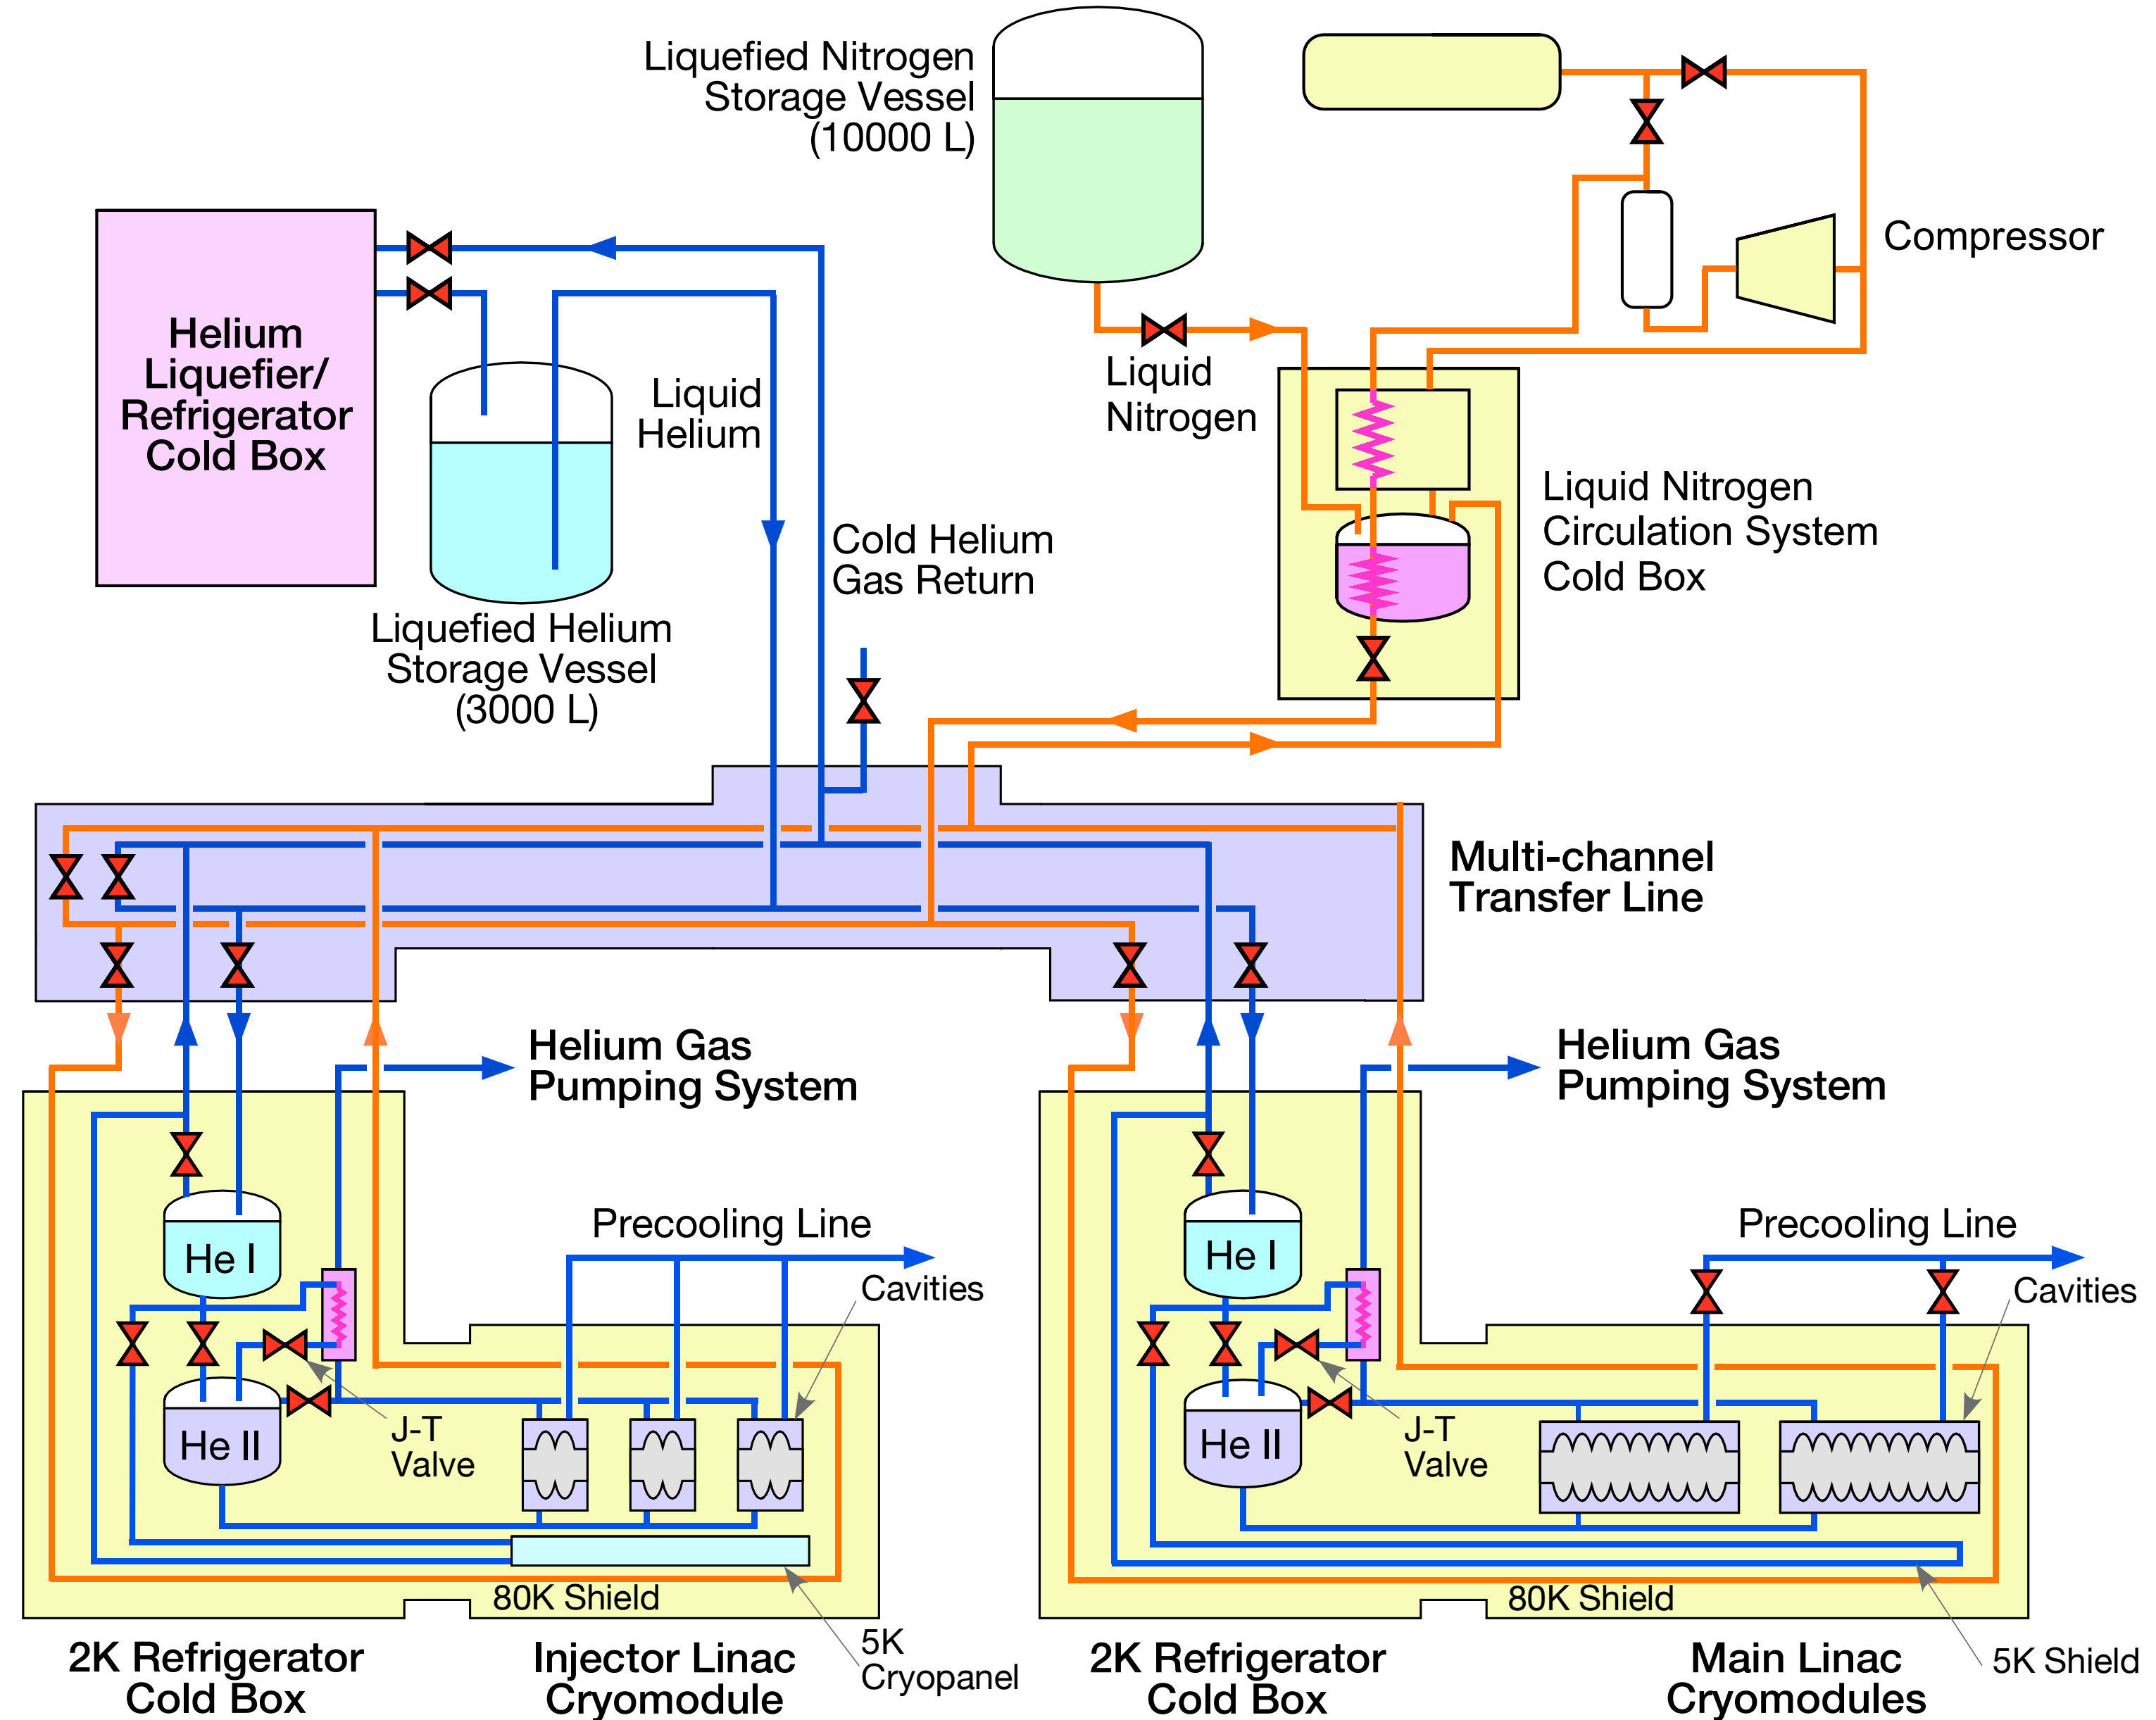 Liquefied Nitrogen
Storage Vessel
(10000 L)
Compressor
Helium
Liquefier/
Refrigerator
Cold Box
Liquid
Helium
Liquid
Nitrogen
Liquid Nitrogen
Circulation System
Cold Box
Cold Helium
Gas Return
Liquefied Helium
Storage Vessel
(3000 L)
Multi-channel
Transfer Line
Helium Gas
Pumping System
Helium Gas
Pumping System
He I
Precooling Line
Cavities
He II
J-T
Valve
80K Shield
5K
Cryopanel
2K Refrigerator
Cold Box
Injector Linac
Cryomodule
He I
Precooling Line
Cavities
He II
J-T
Valve
80K Shield
5K Shield
2K Refrigerator
Cold Box
Main Linac
Cryomodules